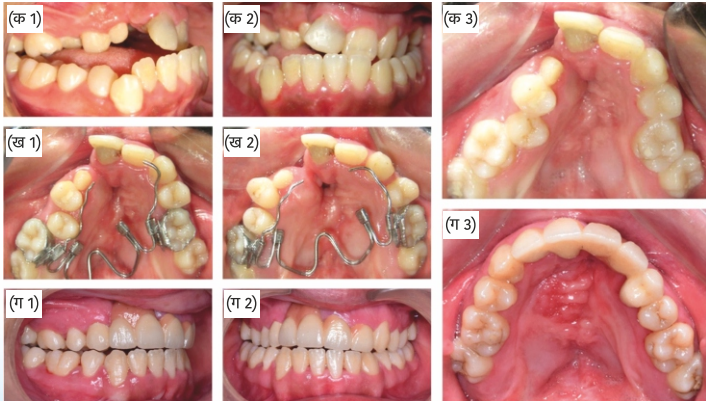 (क 1)
(क 2)
(क 3)
(ख 1)
(ख 2)
(ग 1)
(ग 2)
(ग 3)